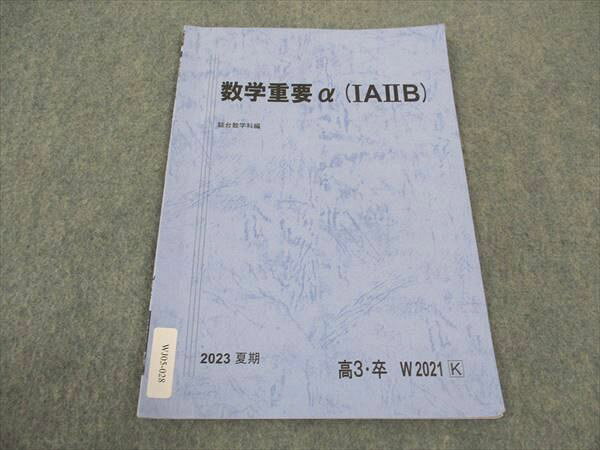 数学重要α(ⅠAⅡB)
駿台数学科編
2023 夏期
高3・卒 W2021 K
WJ05-028